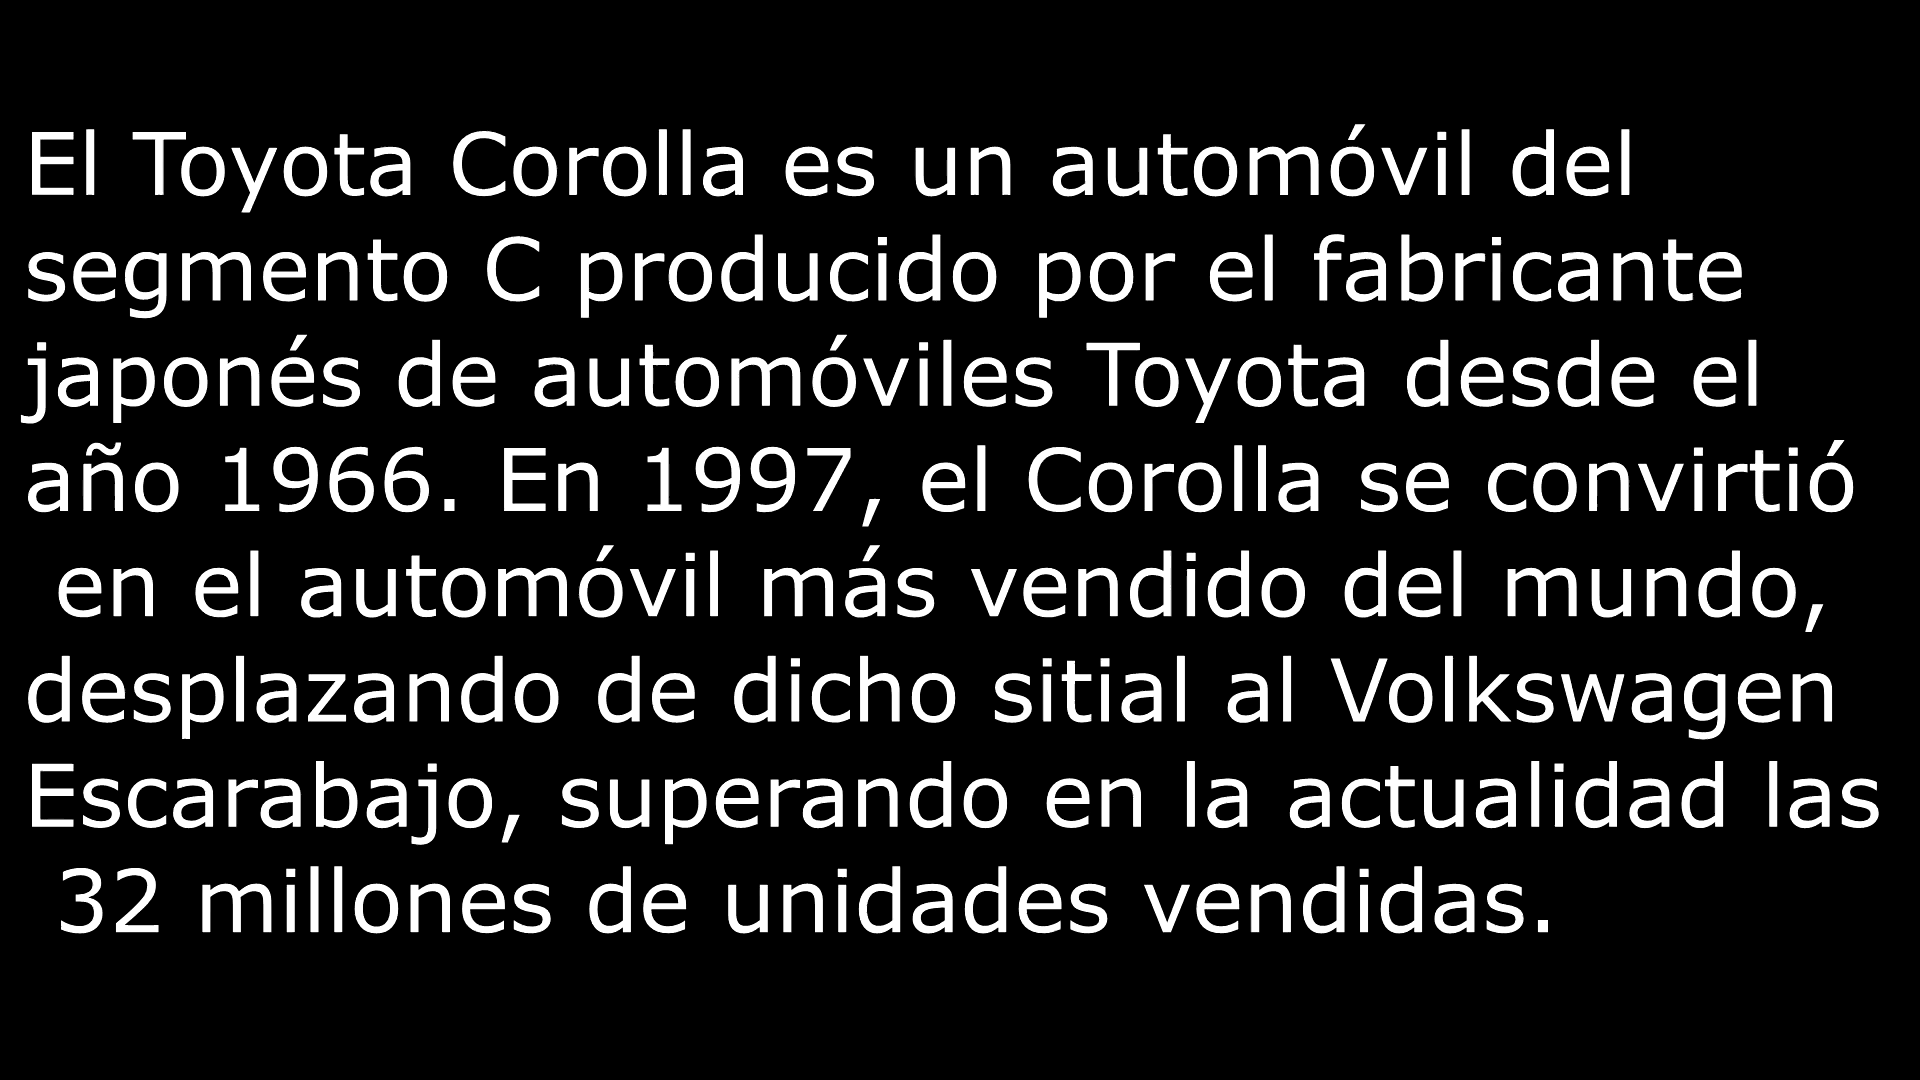 El Toyota Corolla es un automóvil del
segmento C producido por el fabricante
japonés de automóviles Toyota desde el
año 1966. En 1997, el Corolla se convirtió
en el automóvil más vendido del mundo,
desplazando de dicho sitial al Volkswagen
Escarabajo, superando en la actualidad las
32 millones de unidades vendidas.